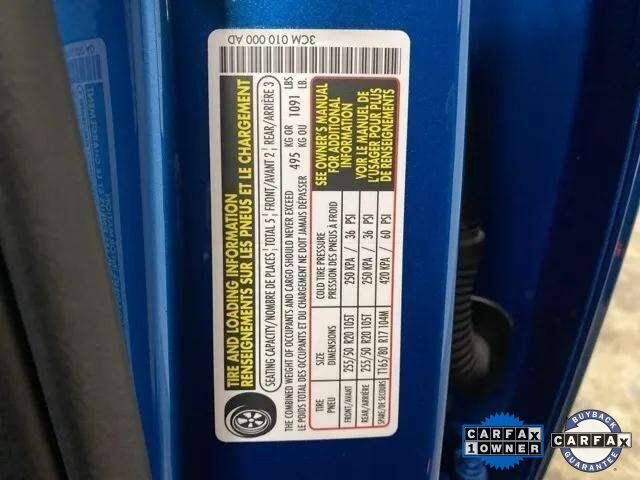 3CM 010 000 AD
TIRE AND LOADING INFORMATION
RENSEIGNEMENTS SUR LES PNEUS ET LE CHARGEMENT
SEATING CAPACITY/NOMBRE DE PLACES TOTAL 5 FRONT/AVANT 2 REAR/ARRIÈRE 3
THE COMBINED WEIGHT OF OCCUPANTS AND CARGO SHOULD NEVER EXCEED 495 KG OR 1091 LBS
LE POIDS TOTAL DES OCCUPANTS ET DU CHARGEMENT NE DOIT JAMAIS DÉPASSER 495 KG OU 1091 LB.
TIRE SIZE COLD TIRE PRESSURE
PNEU DIMENSIONS PRESSION DES PNEUS À FROID
FRONT/AVANT 255/50 R20 105T 250 KPA / 36 PSI
REAR/ARRIÈRE 255/50 R20 105T 250 KPA / 36 PSI
SPARE/DE SECOURS T165/80 R17 104M 420 KPA / 60 PSI
SEE OWNER'S MANUAL
FOR ADDITIONAL
INFORMATION
VOIR LE MANUEL DE
L'USAGER POUR PLUS
DE RENSEIGNEMENTS
CARFAX
1 OWNER
BUYBACK
CARFAX
GUARANTEE